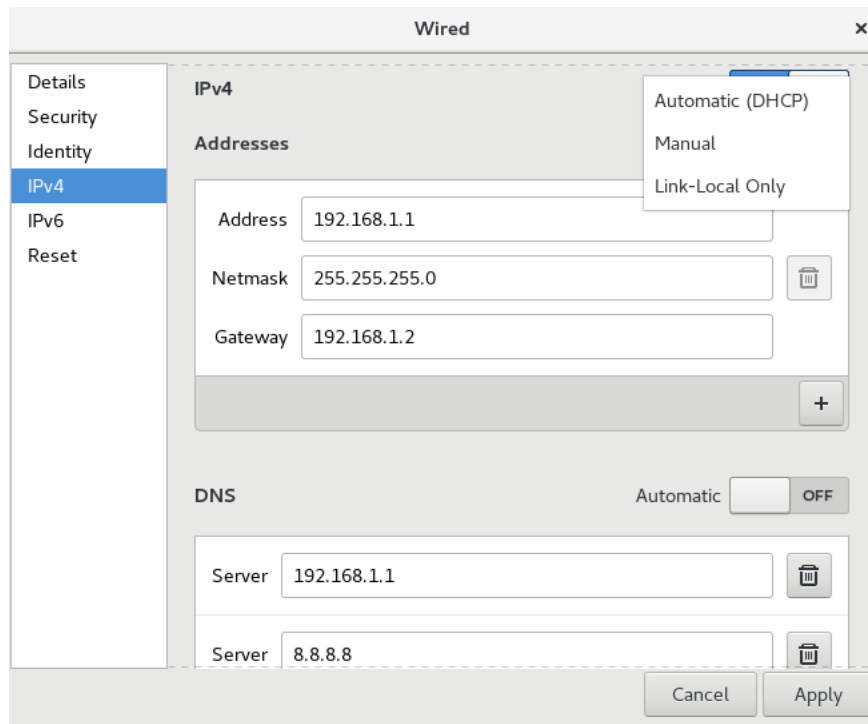 Wired
Details
Security
Identity
IPv4
IPv6
Reset
IPv4
Automatic (DHCP)
Manual
Link-Local Only
Addresses
Address 192.168.1.1
Netmask 255.255.255.0
Gateway 192.168.1.2
+
DNS Automatic OFF
Server 192.168.1.1
Server 8.8.8.8
Cancel Apply